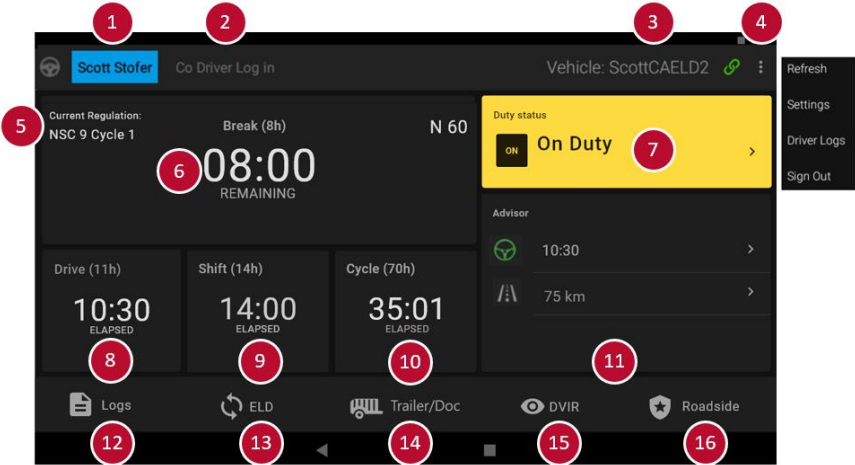 1
2
3
4
Scott Stofer
Co Driver Log in
Vehicle: ScottCAELD2
Refresh
Settings
Driver Logs
Sign Out
5
Current Regulation:
NSC 9 Cycle 1
Break (8h)
N 60
6
08:00
REMAINING
Duty status
ON
On Duty
7
Advisor
10:30
75 km
Drive (11h)
10:30
ELAPSED
8
Shift (14h)
14:00
ELAPSED
9
Cycle (70h)
35:01
ELAPSED
10
11
Logs
ELD
Trailer/Doc
DVIR
Roadside
12
13
14
15
16